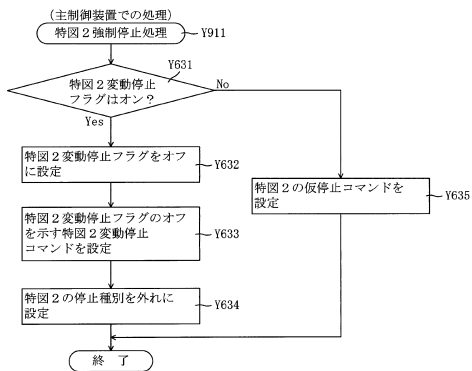 (主制御装置での処理)
特図2強制停止処理
Y911
Y631
特図2変動停止
フラグはオン?
No
Yes
特図2変動停止フラグをオフ
に設定
Y632
特図2の仮停止コマンドを
設定
Y635
特図2変動停止フラグのオフ
を示す特図2変動停止
コマンドを設定
Y633
特図2の停止種別を外れに
設定
Y634
終 了